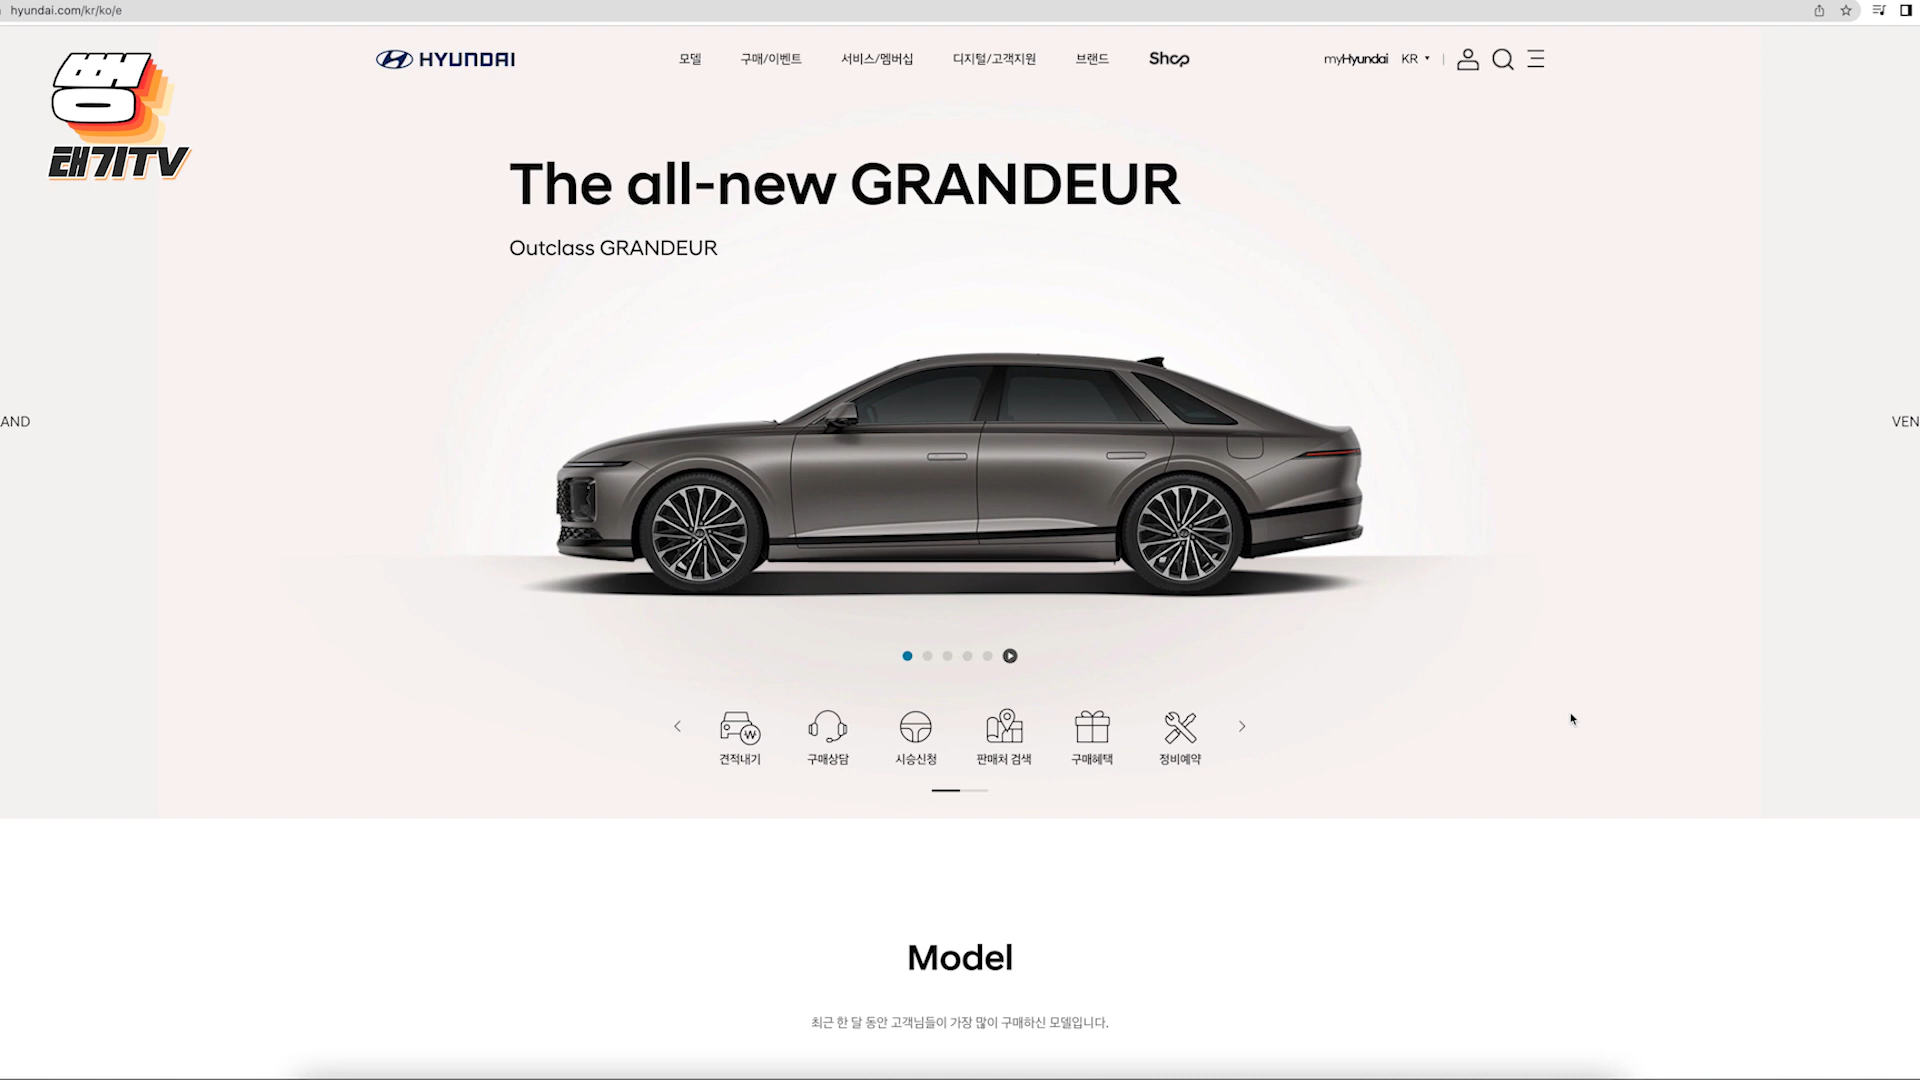 hyundai.com/kr/ko/e
태기TV
HYUNDAI
모델
구매/이벤트
서비스/멤버십
디지털/고객지원
브랜드
Shop
myHyundai
KR
The all-new GRANDEUR
Outclass GRANDEUR
AND
VEN
견적내기
구매상담
시승신청
판매처 검색
구매혜택
정비예약
Model
최근 한 달 동안 고객님들이 가장 많이 구매하신 모델입니다.